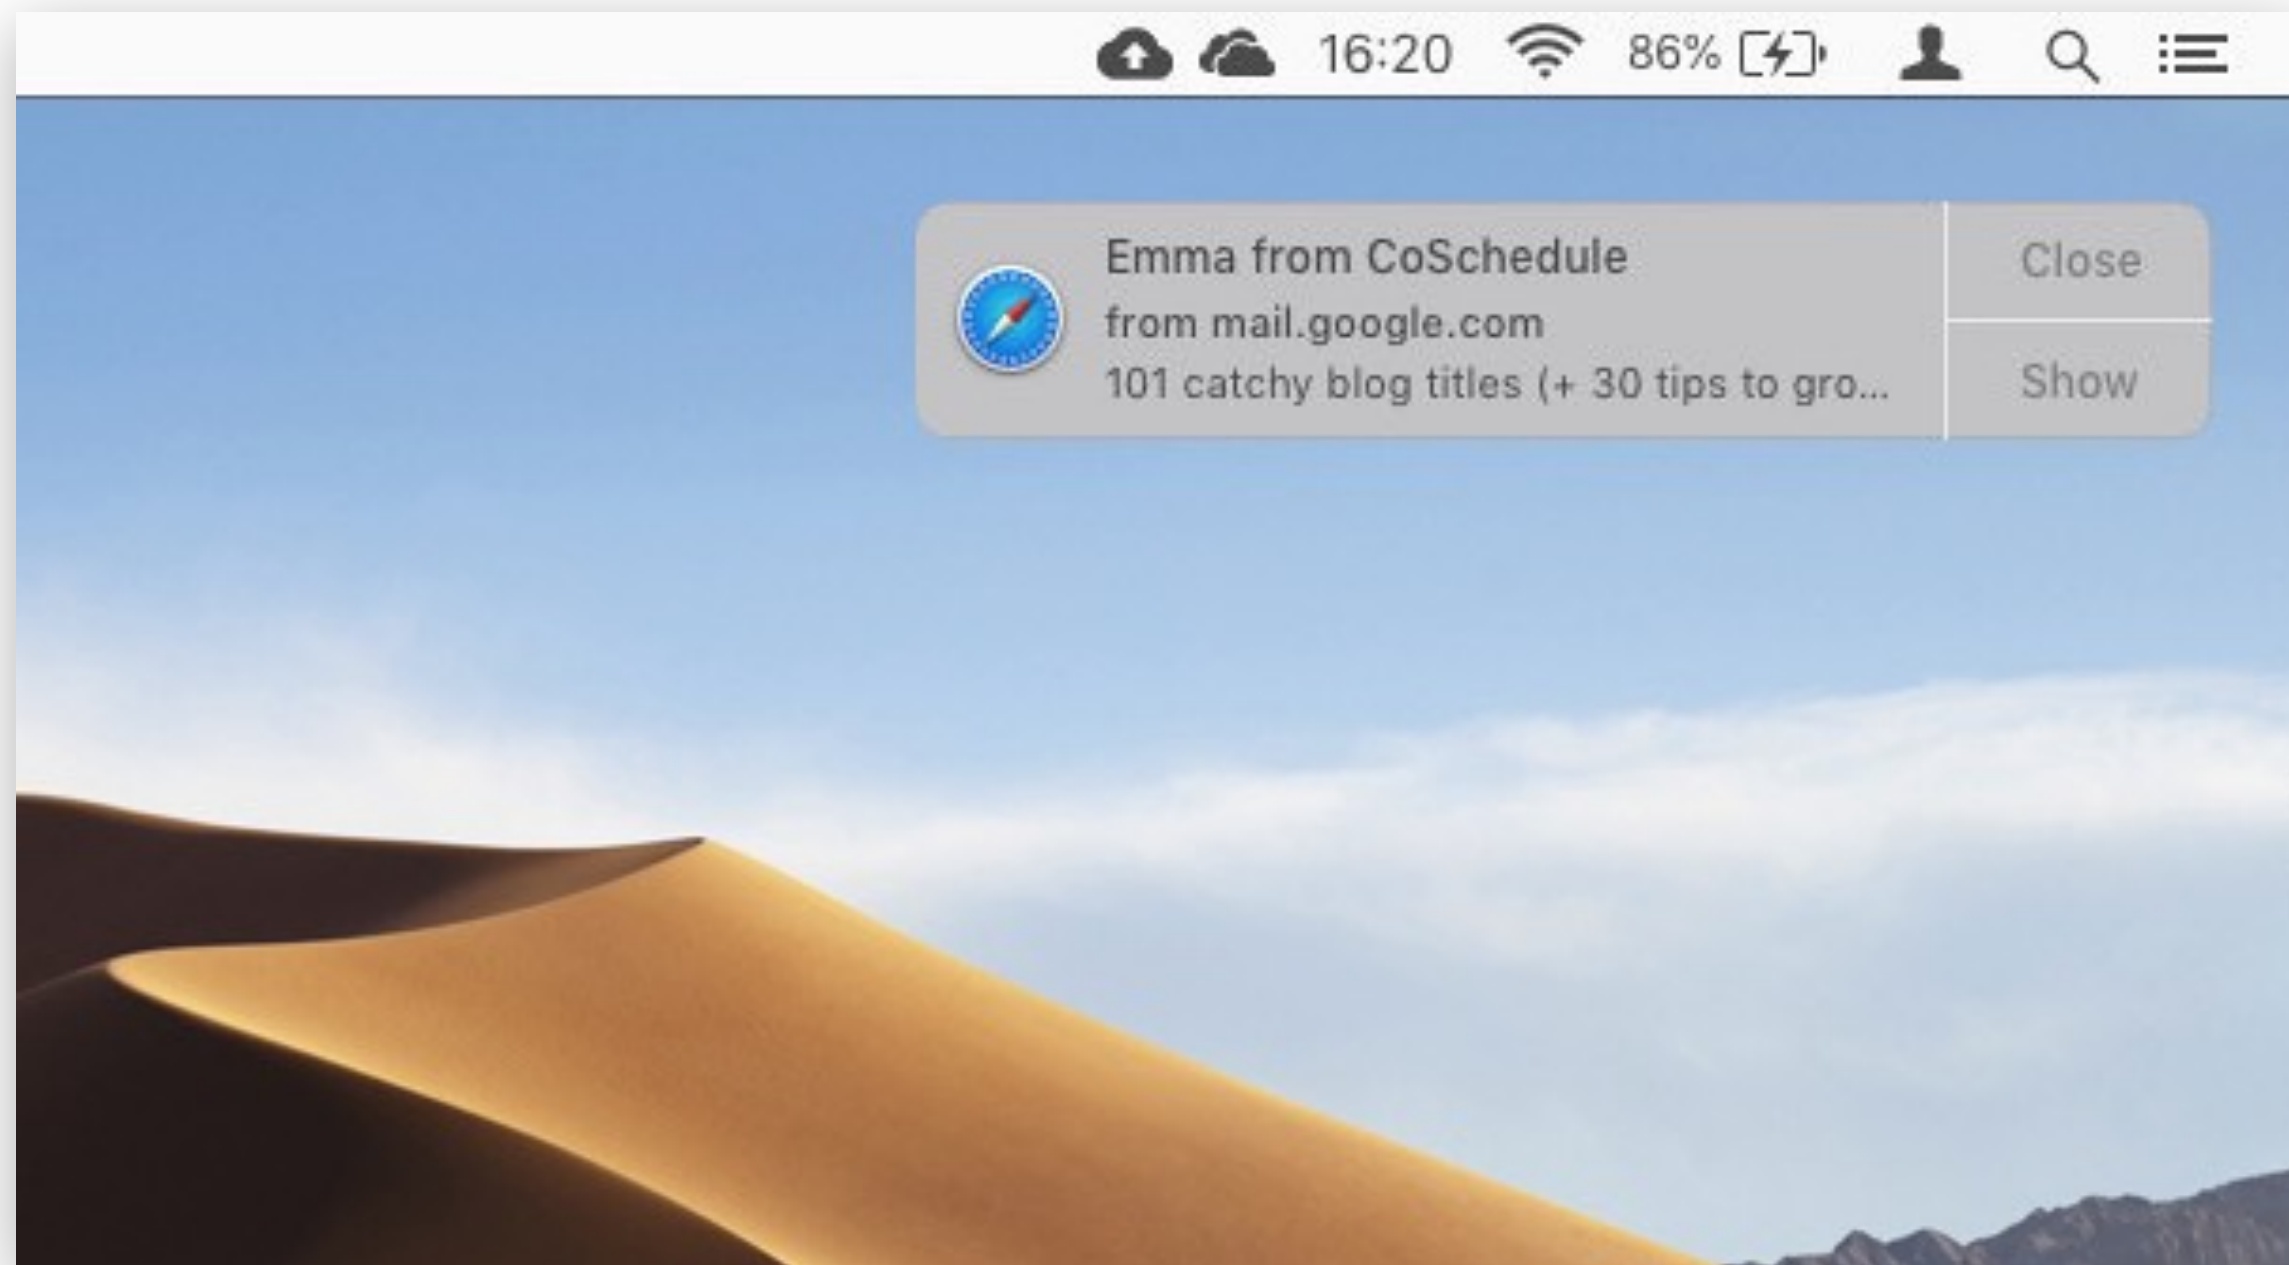 16:20 86%
Emma from CoSchedule
from mail.google.com
101 catchy blog titles (+ 30 tips to gro...
Close
Show